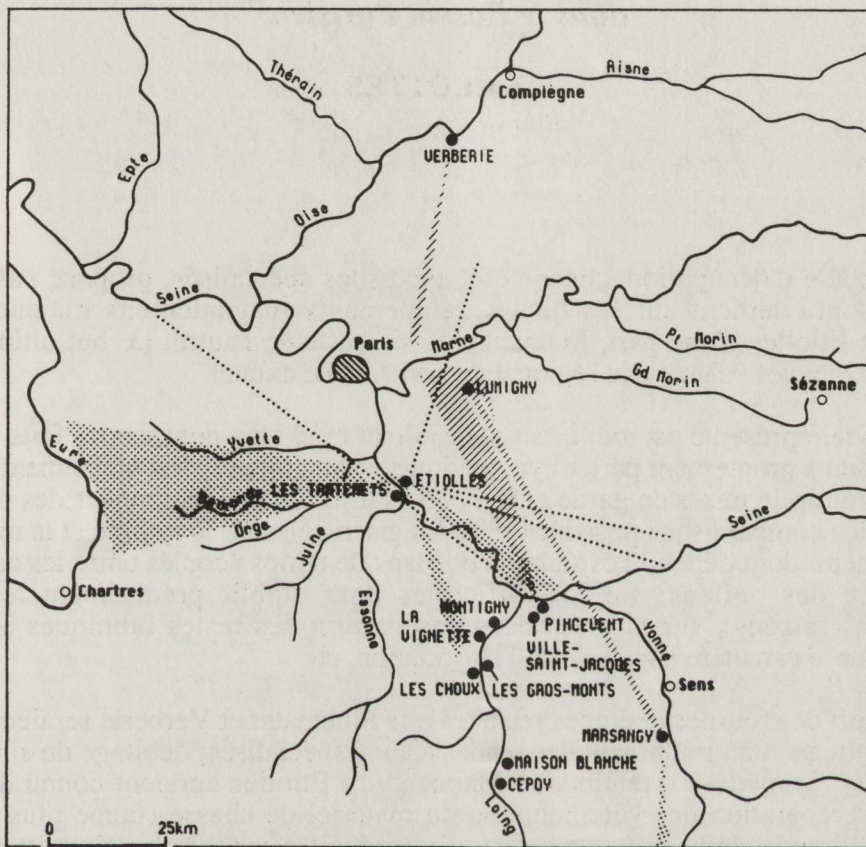 Thérain
Aisne
Compiègne
VERBERIE
Epte
Oise
Seine
Paris
Marne
Pt Morin
Gd Morin
Sézanne
LUMIGNY
Eure
Yvette
ETIOLLES
Rémarde LES TARTERETS
Orge
Seine
Juine
Chartres
Essonne
MONTIGNY
LA
VIGNETTE
PINCEVENT
VILLE-
SAINT-JACQUES
Yonne
LES CHOUX
LES GROS-MONTS
Sens
MARSANGY
MAISON BLANCHE
CEPOY
Loing
0 25km